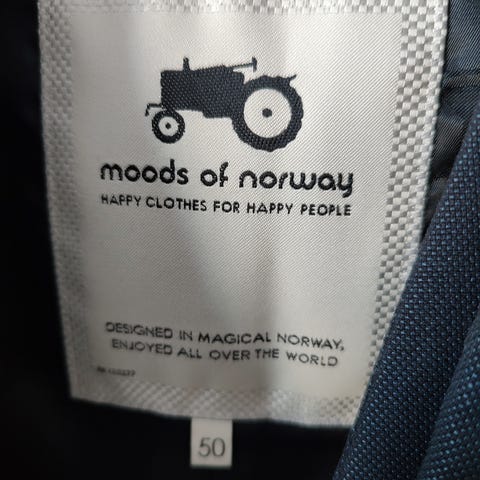 moods of norway
HAPPY CLOTHES FOR HAPPY PEOPLE
DESIGNED IN MAGICAL NORWAY,
ENJOYED ALL OVER THE WORLD
50